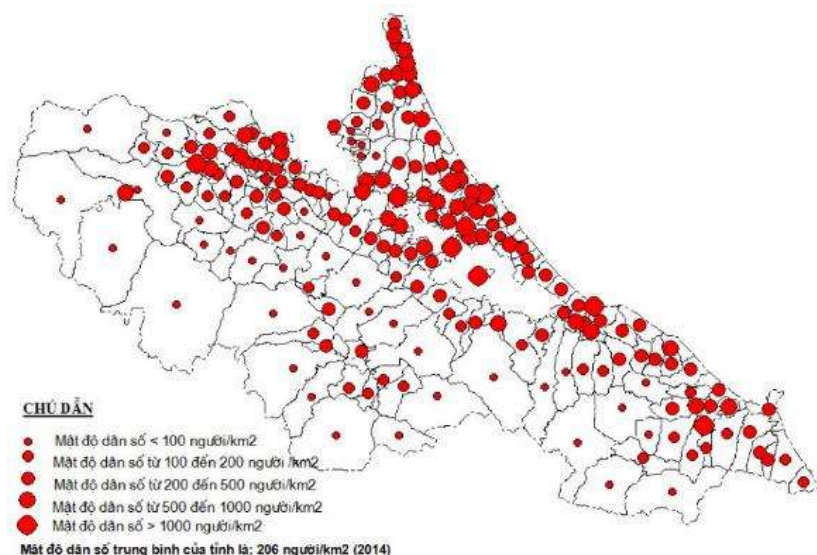 CHÚ DẪN
Mật độ dân số < 100 người/km2
Mật độ dân số từ 100 đến 200 người /km2
Mật độ dân số từ 200 đến 500 người/km2
Mật độ dân số từ 500 đến 1000 người/km2
Mật độ dân số > 1000 người/km2
Mật độ dân số trung bình của tỉnh là: 206 người/km2 (2014)